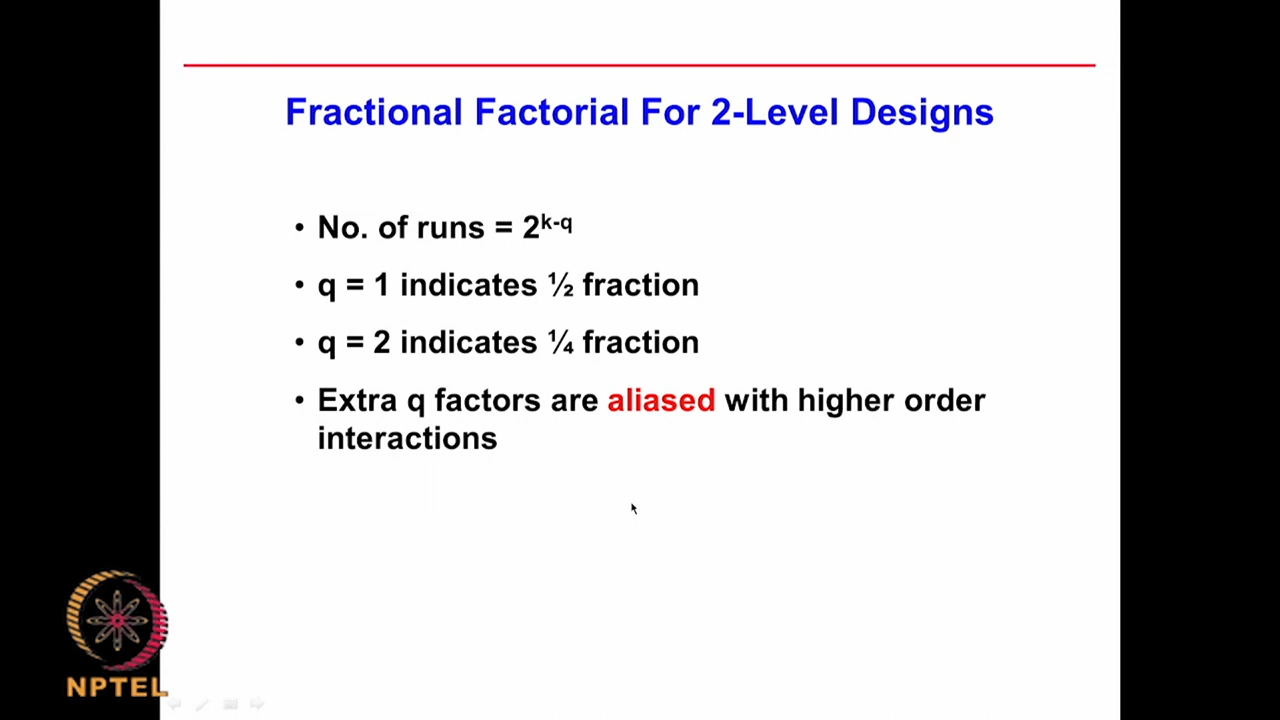 Fractional Factorial For 2-Level Designs
• No. of runs = 2^k-q
• q = 1 indicates ½ fraction
• q = 2 indicates ¼ fraction
• Extra q factors are aliased with higher order
interactions
NPTEL